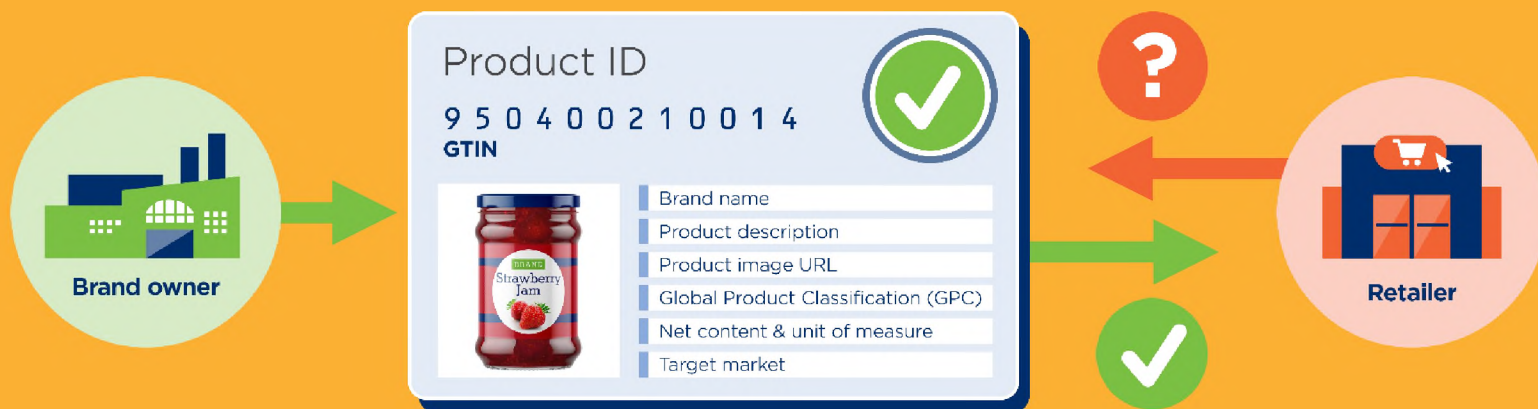 Product ID
9 5 0 4 0 0 2 1 0 0 1 4
GTIN
BRAND
Strawberry
Jam
Brand name
Product description
Product image URL
Global Product Classification (GPC)
Net content & unit of measure
Target market
Brand owner
?
Retailer